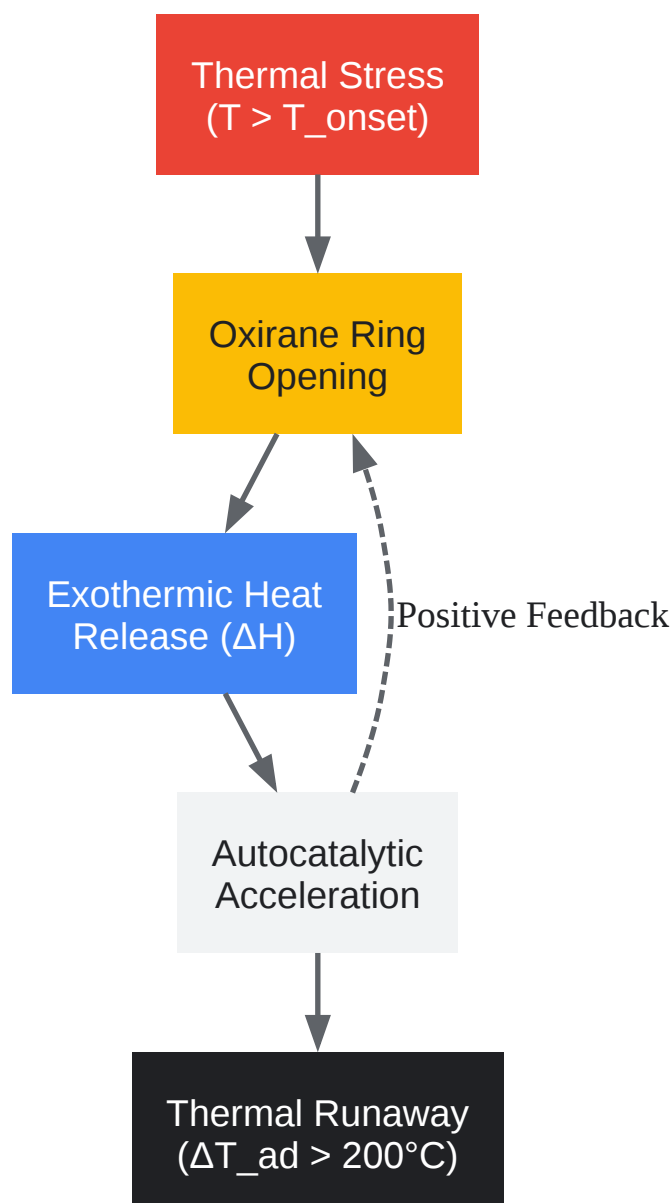 Thermal Stress
(T > T_onset)
Oxirane Ring
Opening
Exothermic Heat
Release (ΔH)
Positive Feedback
Autocatalytic
Acceleration
Thermal Runaway
(ΔT_ad > 200°C)